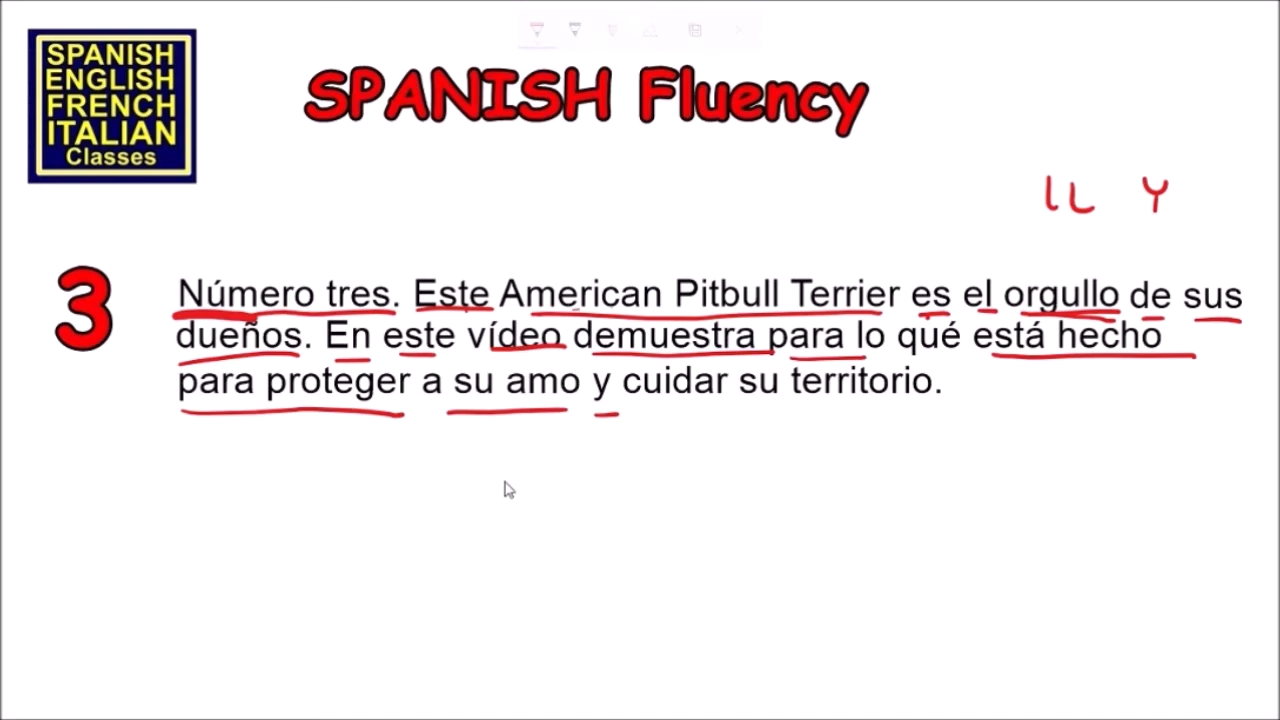 SPANISH
ENGLISH
FRENCH
ITALIAN
Classes
SPANISH Fluency
LL Y
3
Número tres. Este American Pitbull Terrier es el orgullo de sus
dueños. En este vídeo demuestra para lo qué está hecho
para proteger a su amo y cuidar su territorio.